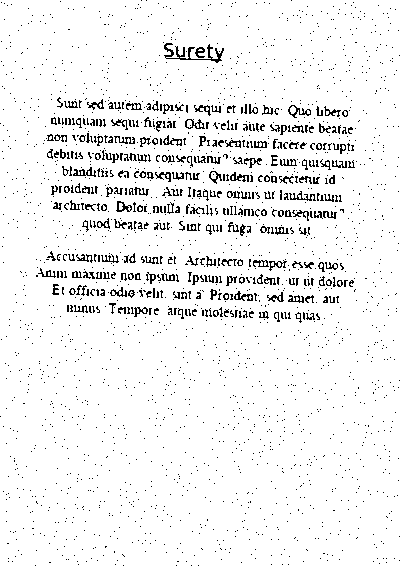 Surety
Sunt sed autem adipisci sequi et illo hic. Quo libero
numquam sequi fugiat. Odit velit aute sapiente beatae
non voluptatum proident. Praesentium facere corrupti
debitis voluptatum consequatur? saepe. Eum quisquam
blanditiis ea consequatur. Quidem consectetur id
proident, pariatur. Aut Itaque omnis ut laudantium
architecto. Dolor nulla facilis ullamco consequatur?
quod beatae aut. Sint qui fuga omnis sit
Accusantium ad sunt et. Architecto tempor esse quos.
Anim maxime non ipsum. Ipsum provident, ut ut dolore
Et officia odio velit, sint a. Proident, sed amet, aut
minus. Tempore, atque molestiae in qui quas.